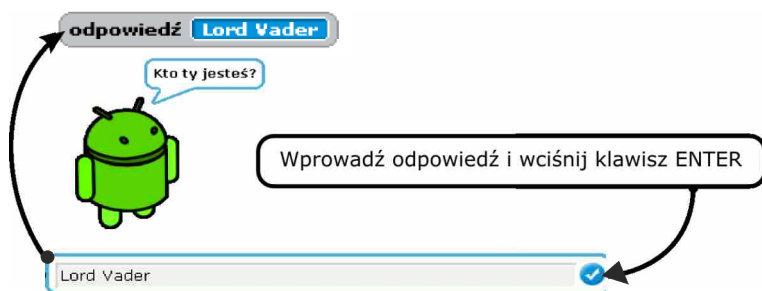 odpowiedź Lord Vader
Kto ty jesteś?
Wprowadź odpowiedź i wciśnij klawisz ENTER
Lord Vader